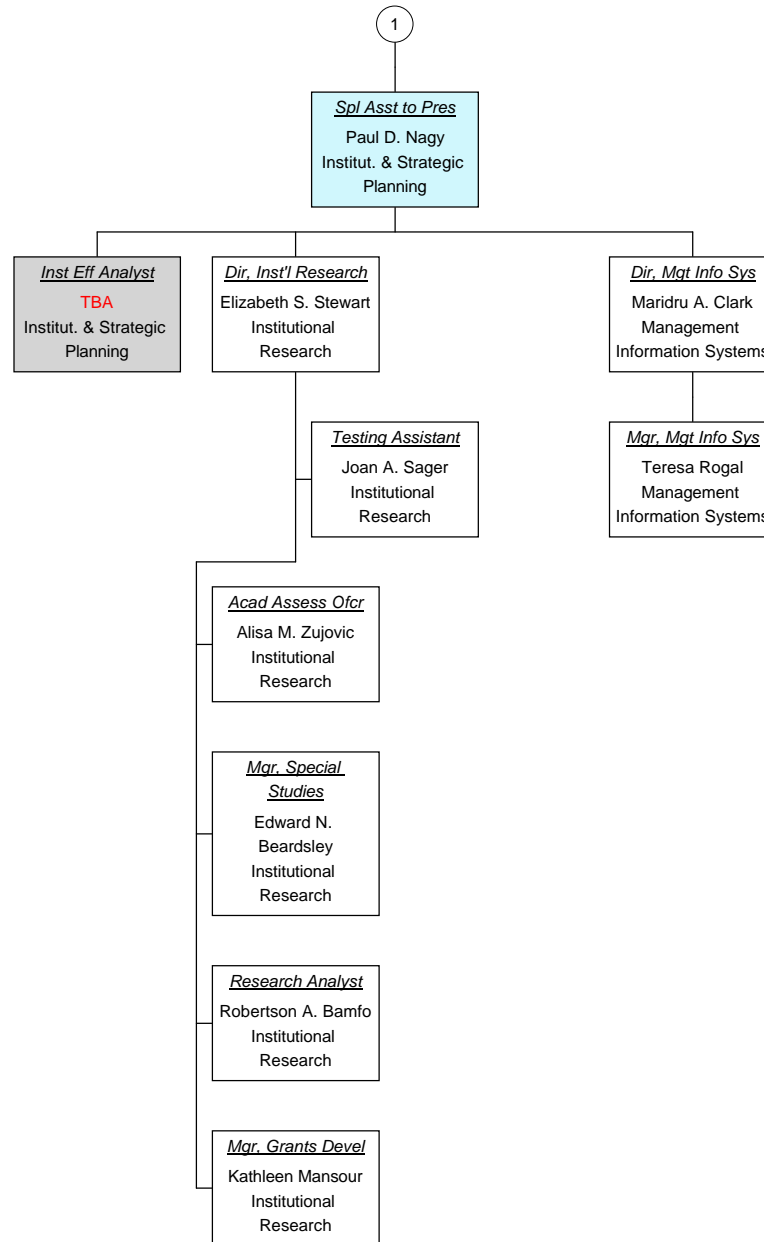 1
Spl Asst to Pres
Paul D. Nagy
Institut. & Strategic
Planning
Inst Eff Analyst
TBA
Institut. & Strategic
Planning
Dir, Inst'l Research
Elizabeth S. Stewart
Institutional
Research
Dir, Mgt Info Sys
Maridru A. Clark
Management
Information Systems
Testing Assistant
Joan A. Sager
Institutional
Research
Mgr, Mgt Info Sys
Teresa Rogal
Management
Information Systems
Acad Assess Ofcr
Alisa M. Zujovic
Institutional
Research
Mgr, Special
Studies
Edward N.
Beardsley
Institutional
Research
Research Analyst
Robertson A. Bamfo
Institutional
Research
Mgr, Grants Devel
Kathleen Mansour
Institutional
Research